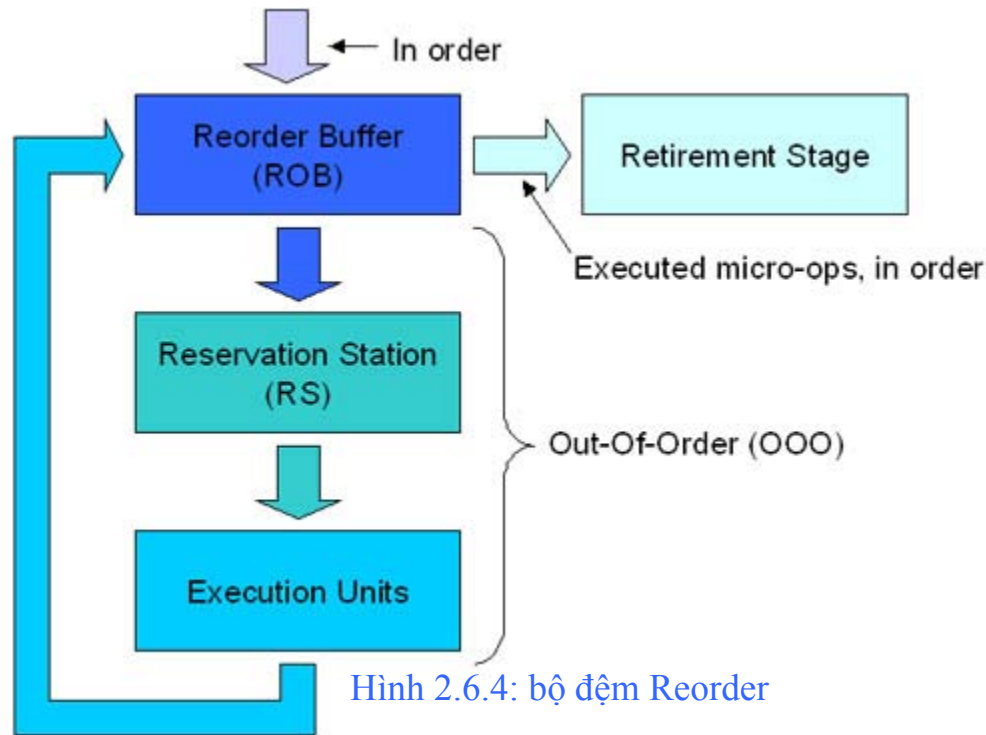 In order
Reorder Buffer
(ROB)
Retirement Stage
Executed micro-ops, in order
Reservation Station
(RS)
Out-Of-Order (OOO)
Execution Units
Hình 2.6.4: bộ đệm Reorder